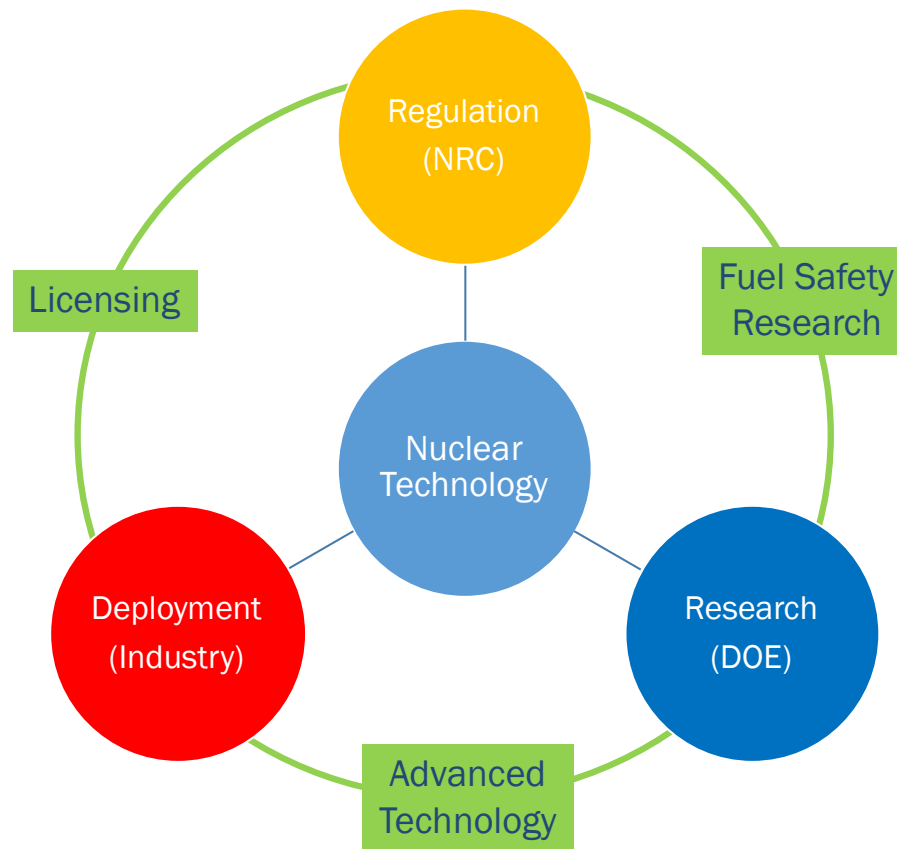 Regulation
(NRC)
Licensing
Fuel Safety
Research
Nuclear
Technology
Deployment
(Industry)
Research
(DOE)
Advanced
Technology